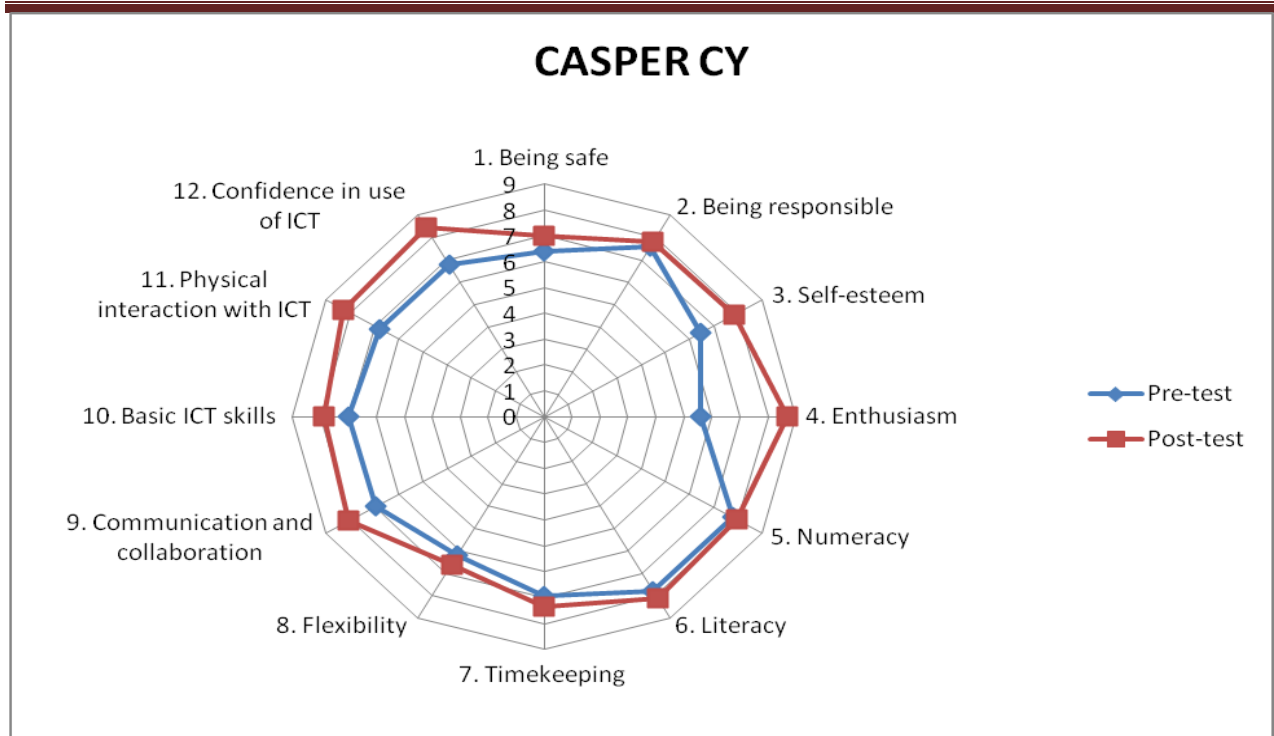 CASPER CY
1. Being safe
2. Being responsible
3. Self-esteem
4. Enthusiasm
5. Numeracy
6. Literacy
7. Timekeeping
8. Flexibility
9. Communication and
collaboration
10. Basic ICT skills
11. Physical
interaction with ICT
12. Confidence in use
of ICT
9
8
7
6
5
4
3
2
1
0
Pre-test
Post-test